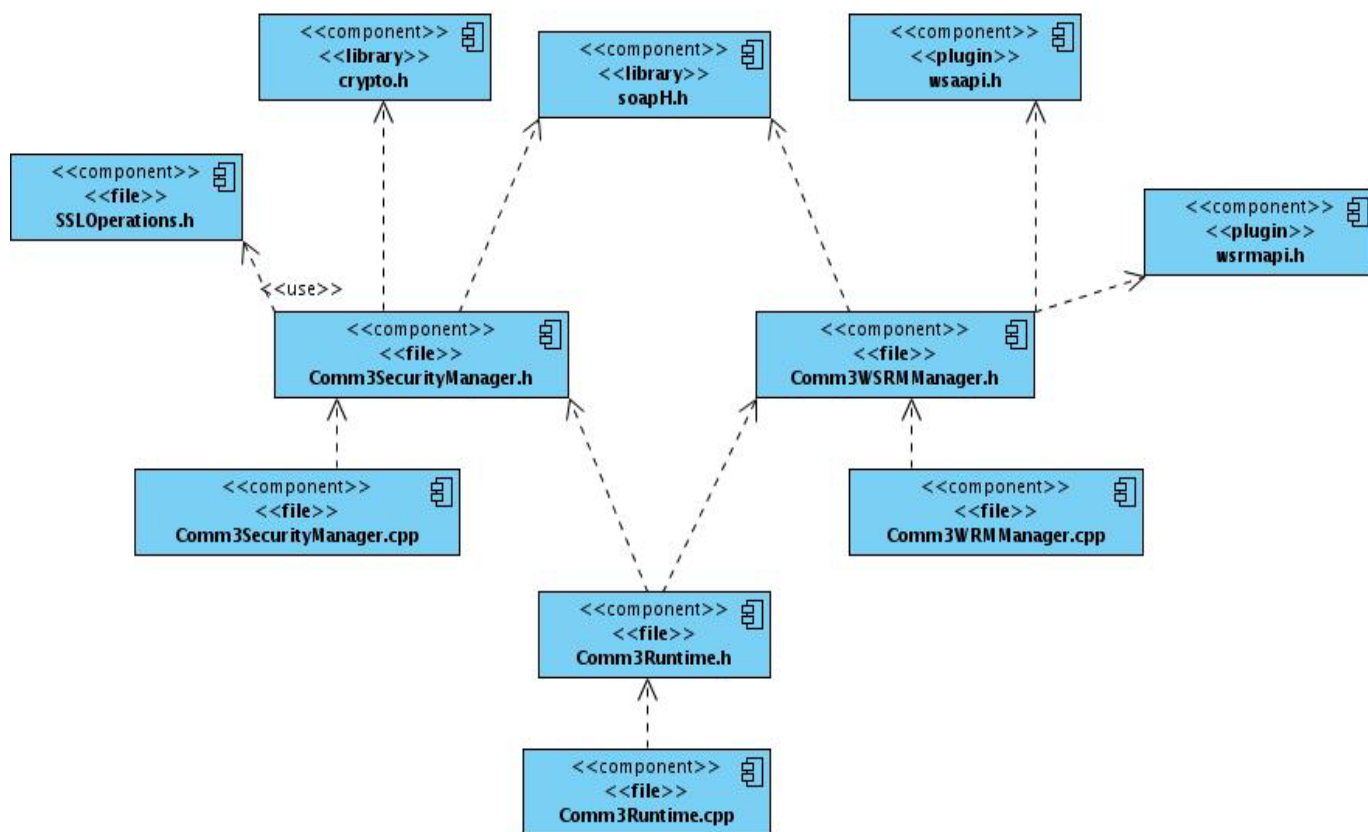 <<component>>
<<library>>
crypto.h
<<component>>
<<library>>
soapH.h
<<component>>
<<plugin>>
wsaapi.h
<<component>>
<<file>>
SSLOperations.h
<<component>>
<<plugin>>
wsrmapi.h
<<use>>
<<component>>
<<file>>
Comm3SecurityManager.h
<<component>>
<<file>>
Comm3WSRMManager.h
<<component>>
<<file>>
Comm3SecurityManager.cpp
<<component>>
<<file>>
Comm3WRMManager.cpp
<<component>>
<<file>>
Comm3Runtime.h
<<component>>
<<file>>
Comm3Runtime.cpp